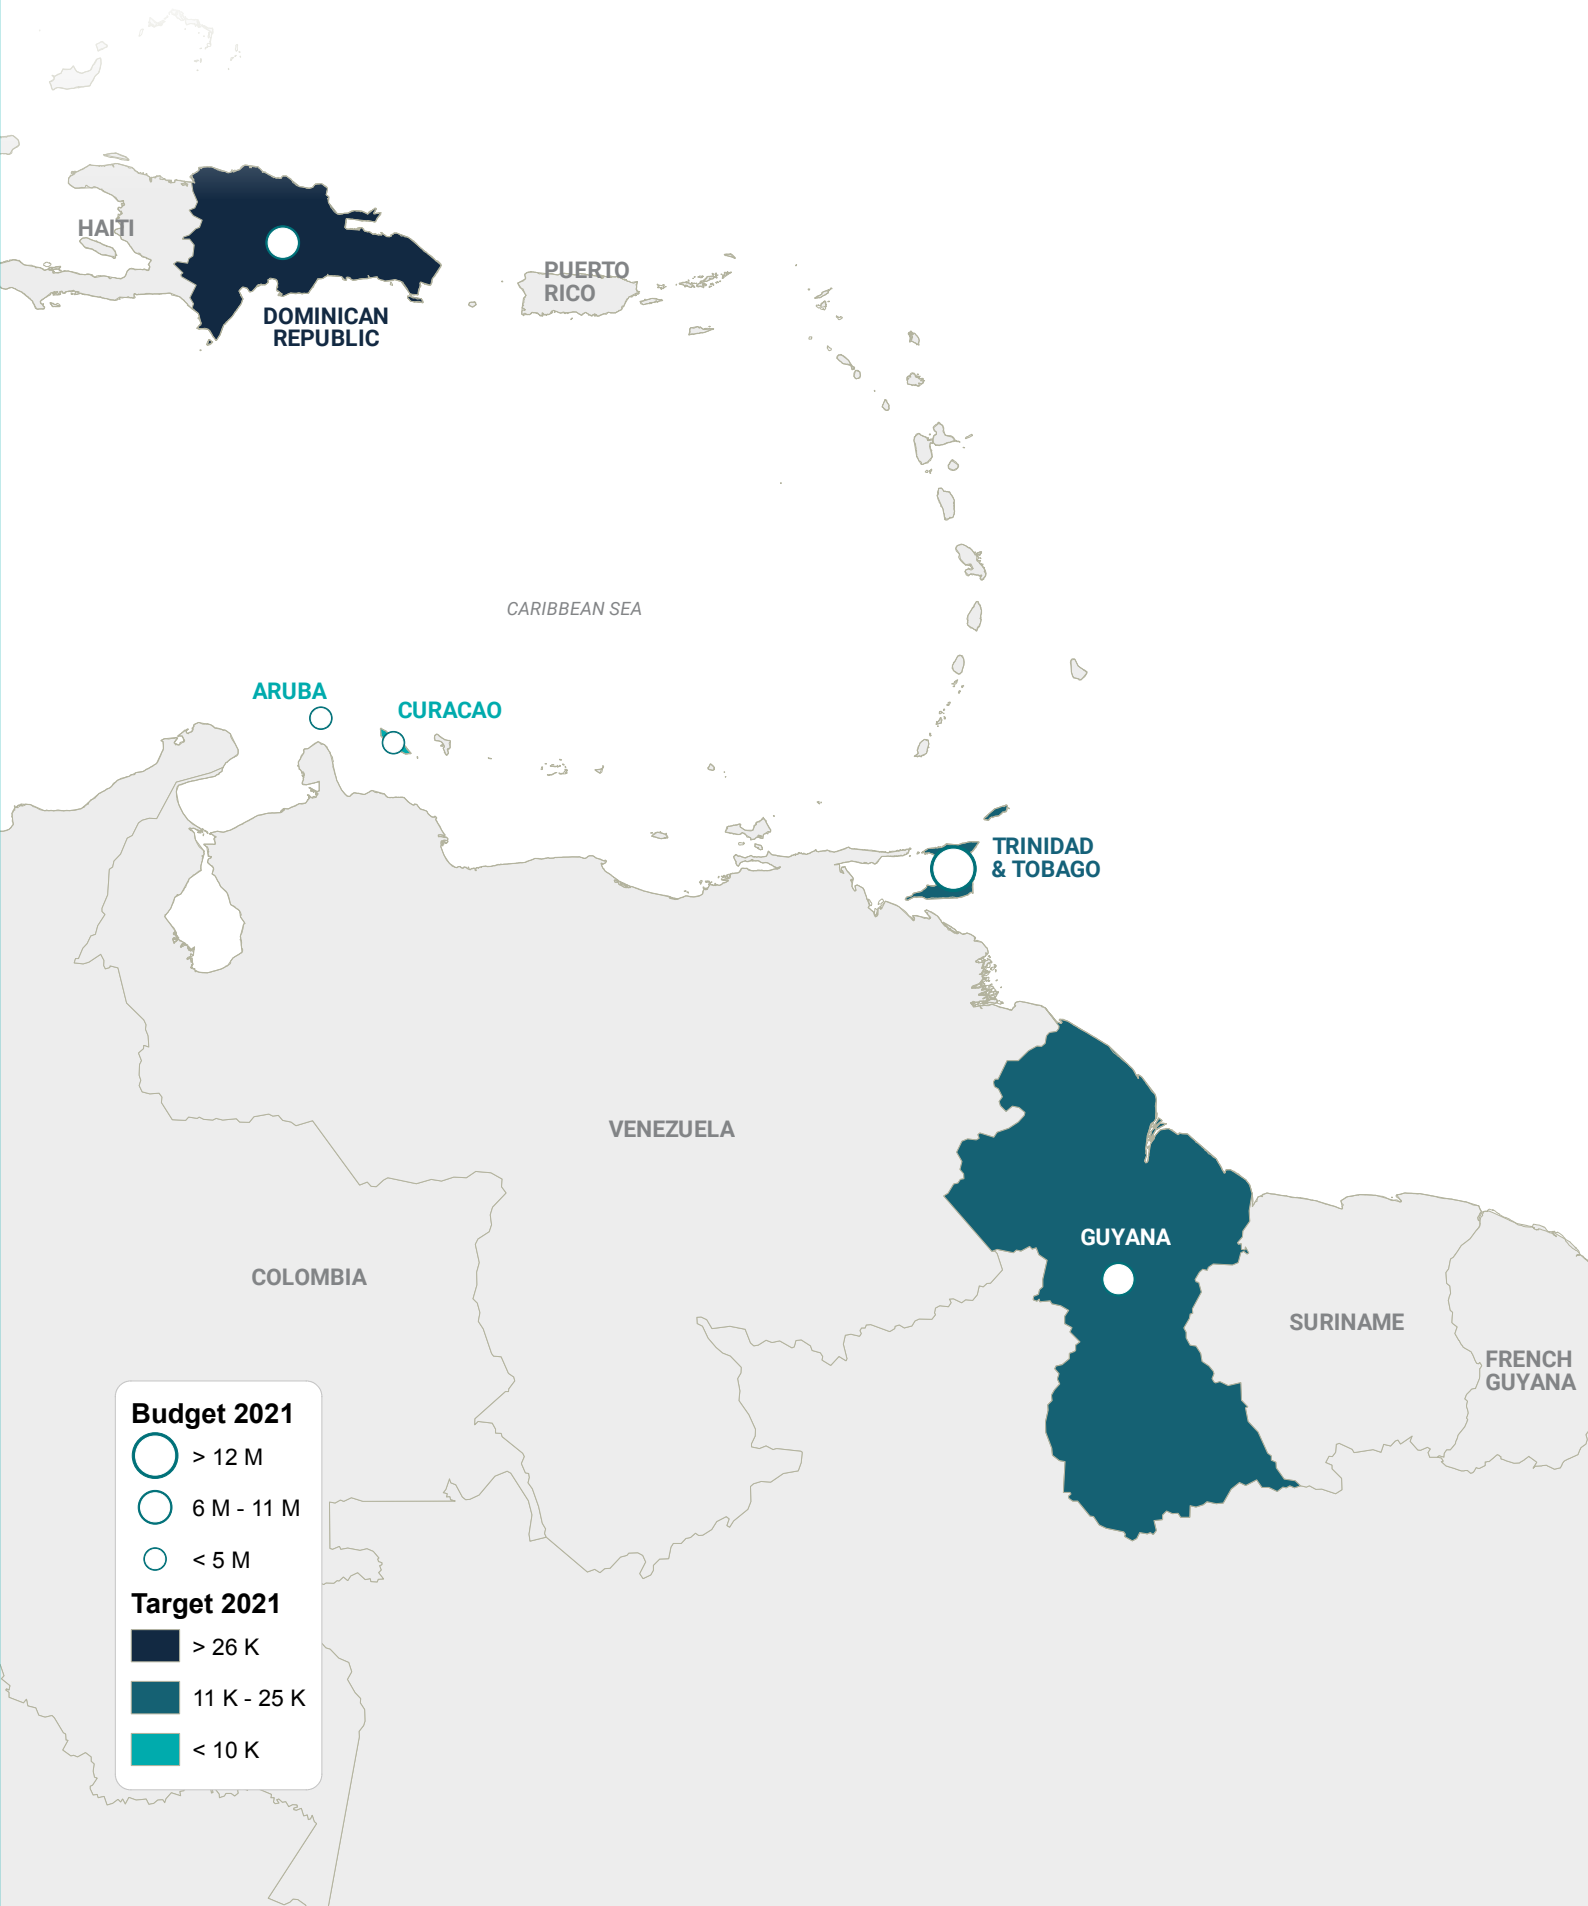 HAITI
PUERTO
RICO
DOMINICAN
REPUBLIC
CARIBBEAN SEA
ARUBA
CURACAO
TRINIDAD
& TOBAGO
VENEZUELA
GUYANA
COLOMBIA
SURINAME
FRENCH
GUYANA
Budget 2021
> 12 M
6 M - 11 M
< 5 M
Target 2021
> 26 K
11 K - 25 K
< 10 K